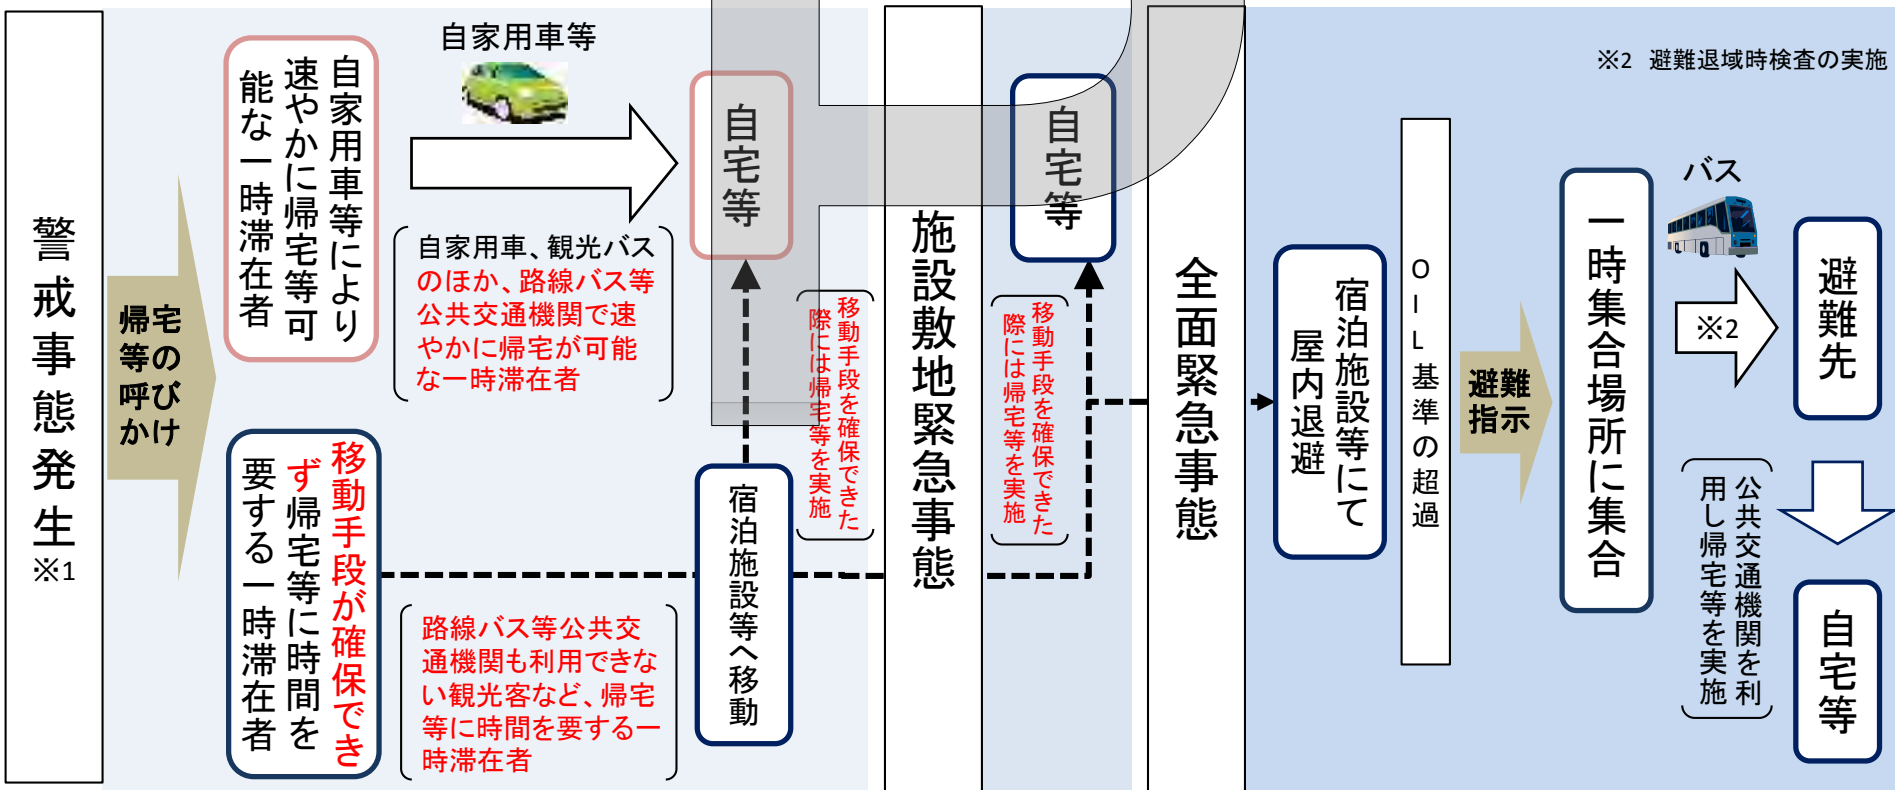 警戒事態発生
※1
帰宅
等の
呼び
かけ
自家用車等により
速やかに帰宅等可
能な一時滞在者
移動手段が確保でき
ず帰宅等に時間を
要する一時滞在者
自家用車等
自家用車、観光バス
のほか、路線バス等
公共交通機関で速
やかに帰宅が可能
な一時滞在者
路線バス等公共交
通機関も利用できな
い観光客など、帰宅
等に時間を要する一
時滞在者
自宅等
宿泊施設等へ移動
移動手段を確保できた
際には帰宅等を実施
施設敷地緊急事態
自宅等
移動手段を確保できた
際には帰宅等を実施
全面緊急事態
宿泊施設等にて
屋内退避
OIL基準の超過
避難
指示
一時集合場所に集合
※2 避難退域時検査の実施
バス
※2
避難先
公共交通機関を利
用し帰宅等を実施
自宅等